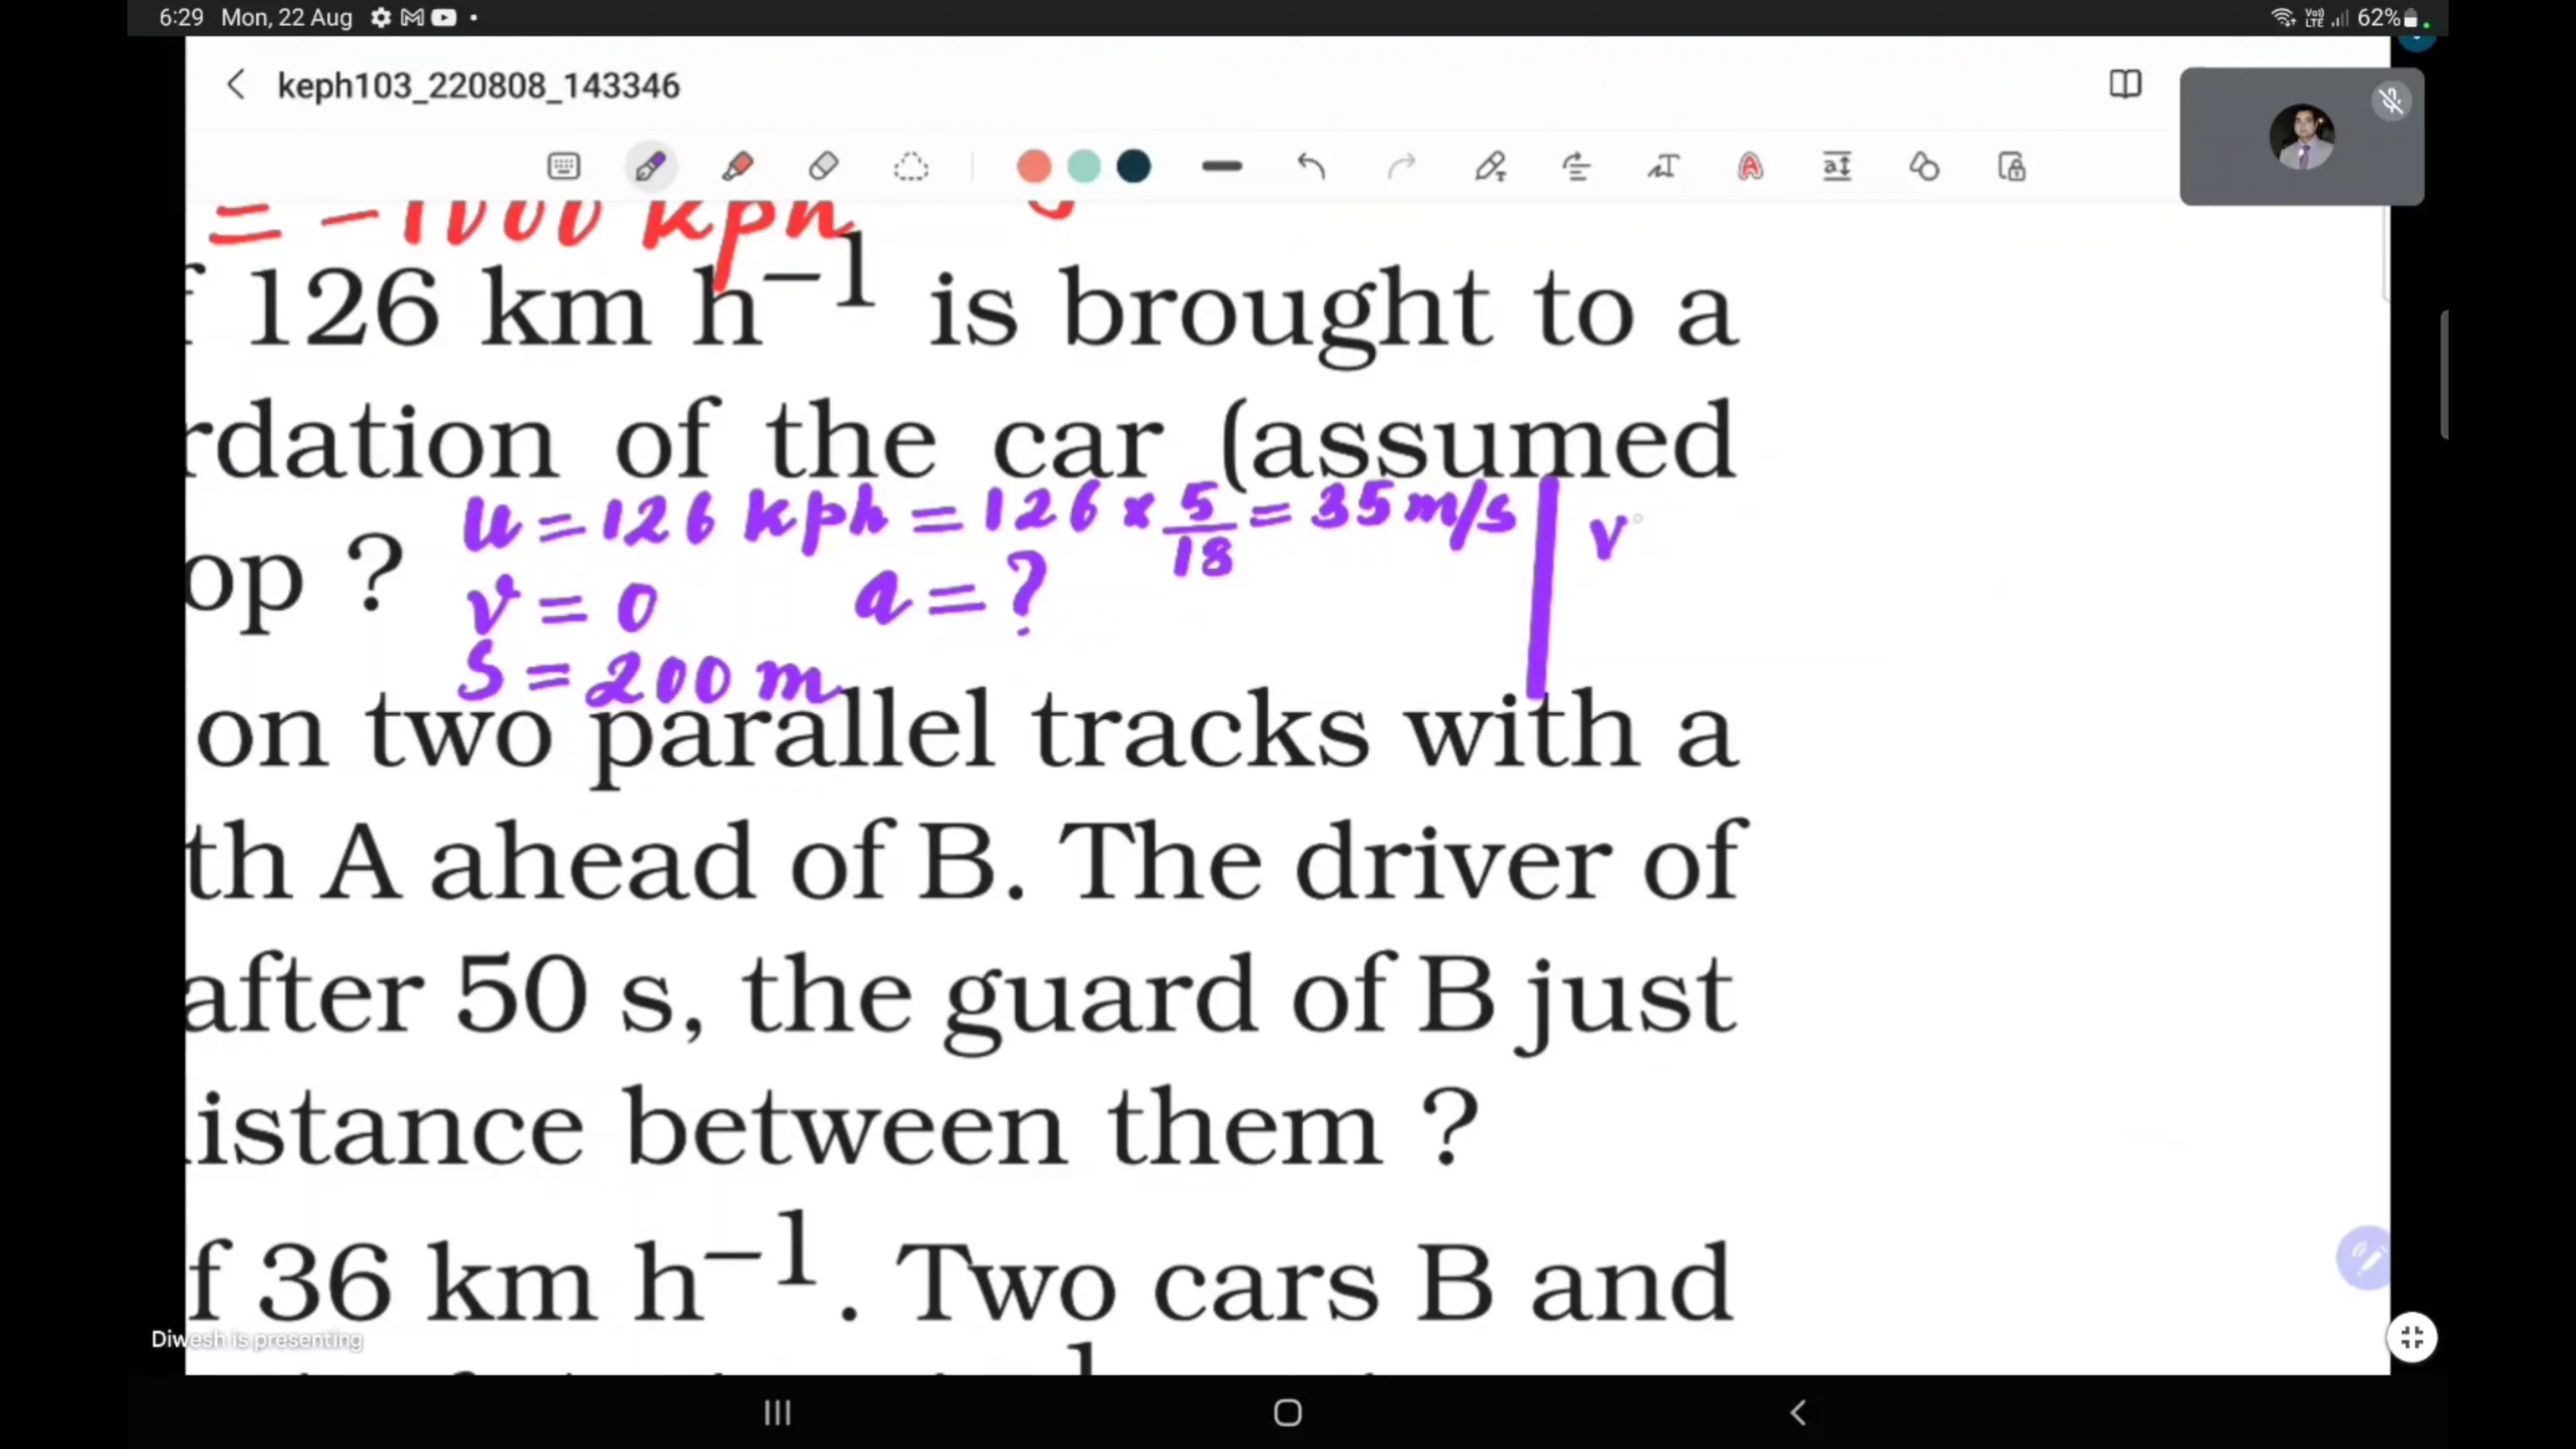 6:29 Mon, 22 Aug
62%
keph103_220808_143346
= -1000 kph
126 km h⁻¹ is brought to a
rdation of the car (assumed
u = 126 kph = 126 × 5/18 = 35 m/s
v
op ?
v = 0 a = ?
S = 200 m
on two parallel tracks with a
th A ahead of B. The driver of
after 50 s, the guard of B just
istance between them ?
f 36 km h⁻¹. Two cars B and
Diwesh is presenting